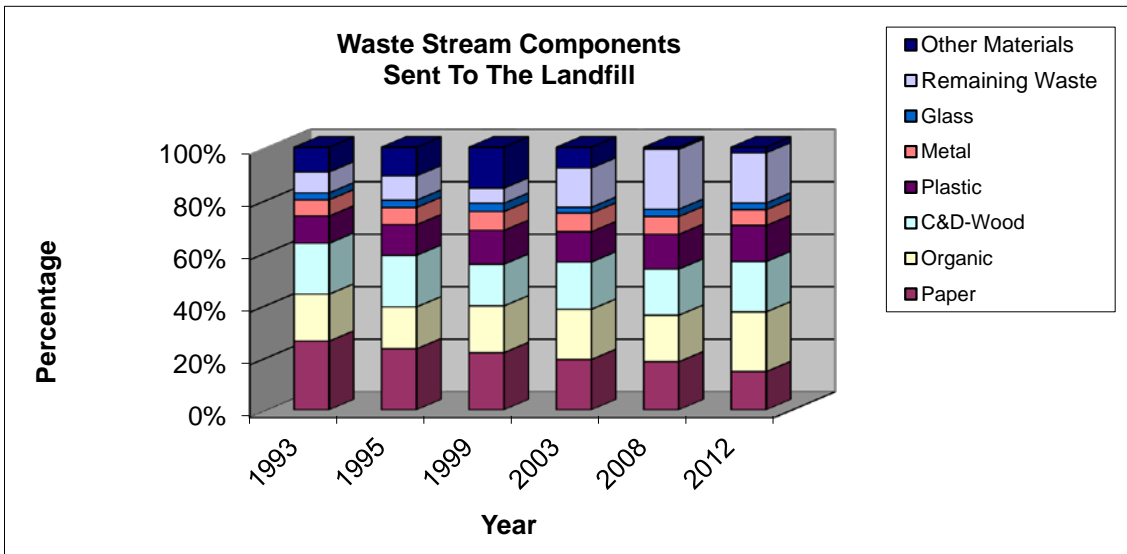 Waste Stream Components
Sent To The Landfill
Other Materials
Remaining Waste
Glass
Metal
Plastic
C&D-Wood
Organic
Paper
Percentage
100%
80%
60%
40%
20%
0%
1993
1995
1999
2003
2008
2012
Year